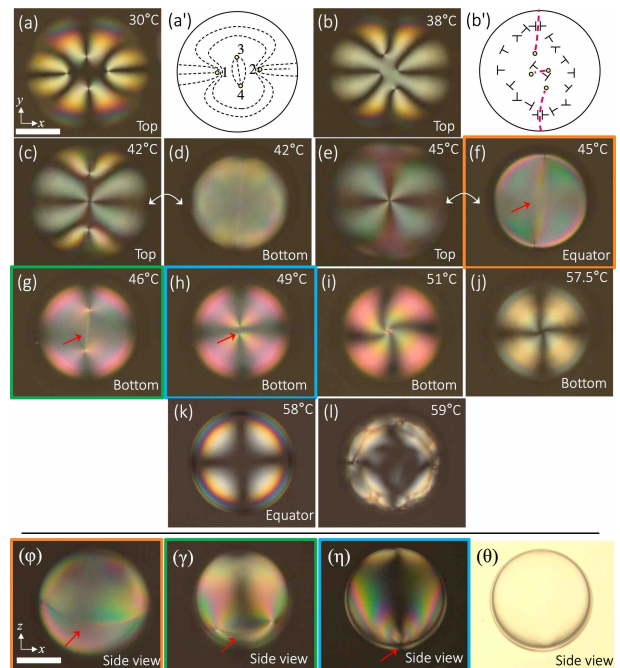 (a) 30°C (a') (b) 38°C (b')
3
1 2
4
y
x
Top Top
(c) 42°C (d) 42°C (e) 45°C (f) 45°C
Top Bottom Top Equator
(g) 46°C (h) 49°C (i) 51°C (j) 57.5°C
Bottom Bottom Bottom Bottom
(k) 58°C (l) 59°C
Equator
(φ) (γ) (η) (θ)
z
x
Side view Side view Side view Side view